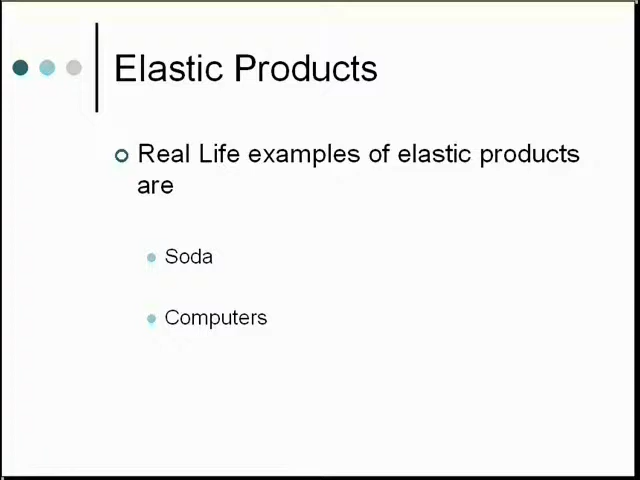 Elastic Products
Real Life examples of elastic products
are
Soda
Computers